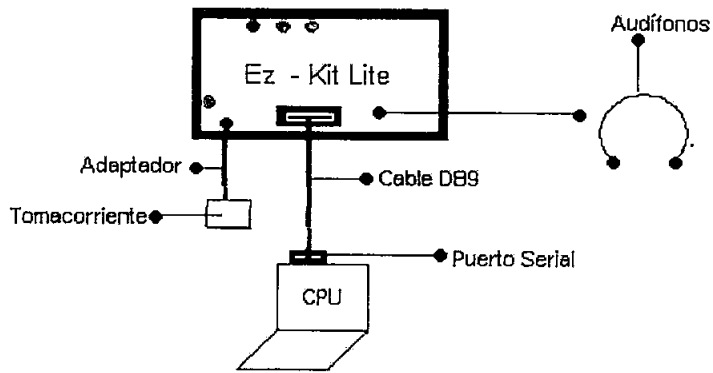 Audífonos
Ez - Kit Lite
Adaptador
Cable DB9
Tomacorriente
Puerto Serial
CPU